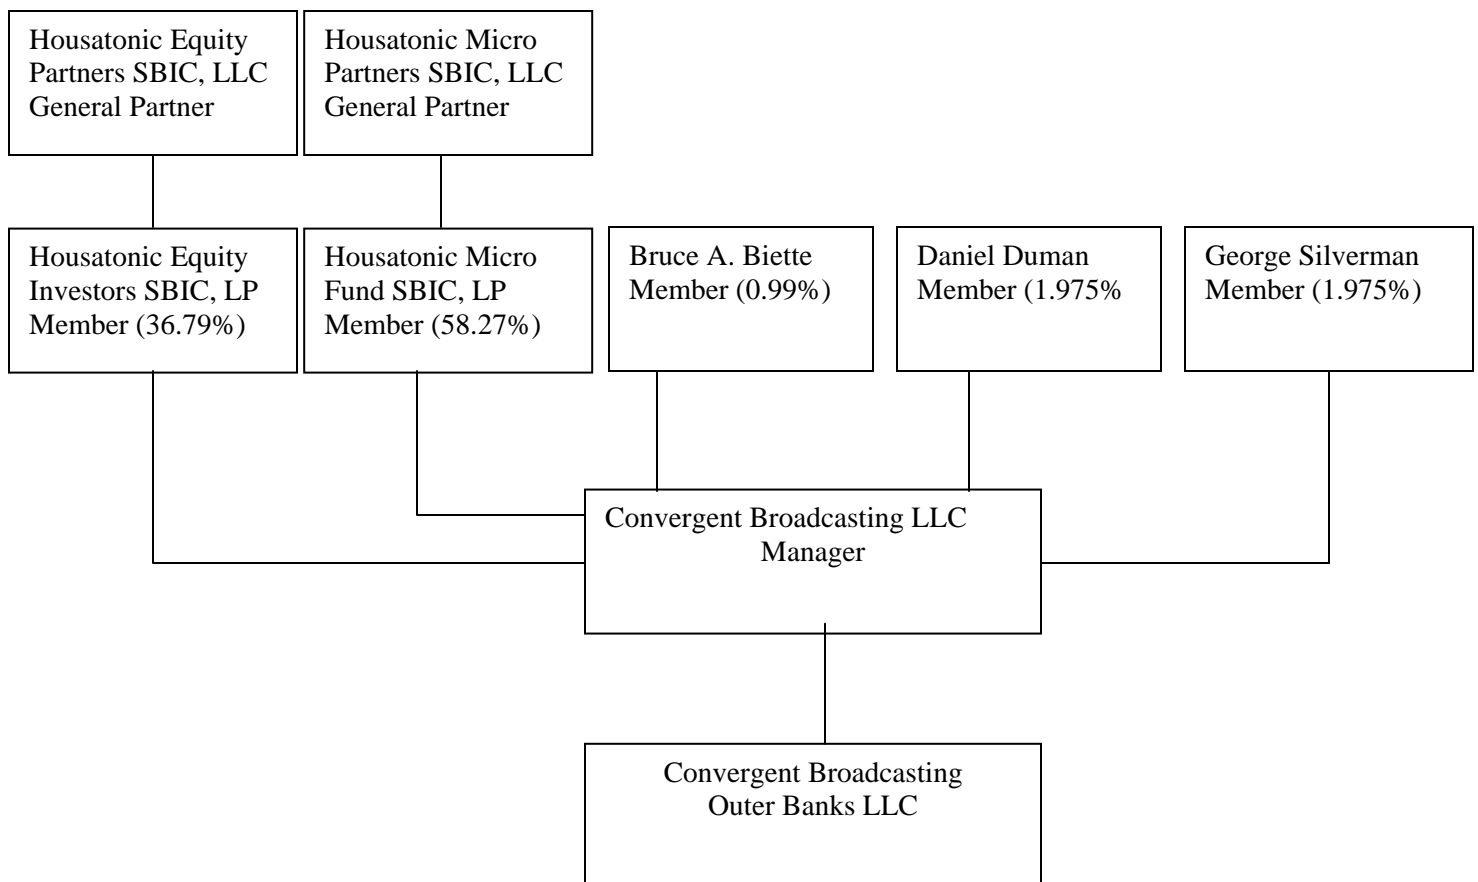 Housatonic Equity
Partners SBIC, LLC
General Partner
Housatonic Micro
Partners SBIC, LLC
General Partner
Housatonic Equity
Investors SBIC, LP
Member (36.79%)
Housatonic Micro
Fund SBIC, LP
Member (58.27%)
Bruce A. Biette
Member (0.99%)
Daniel Duman
Member (1.975%
George Silverman
Member (1.975%)
Convergent Broadcasting LLC
Manager
Convergent Broadcasting
Outer Banks LLC